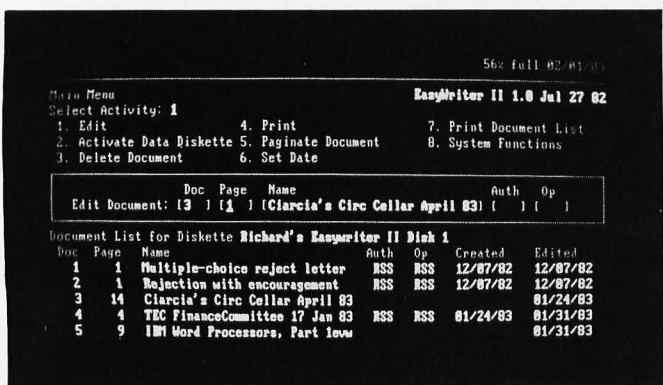 56% full 02/01/83
Main Menu EasyWriter II 1.0 Jul 27 82
Select Activity: 1
1. Edit 4. Print 7. Print Document List
2. Activate Data Diskette 5. Paginate Document 8. System Functions
3. Delete Document 6. Set Date
Doc Page Name Auth Op
Edit Document: [3 ] [1 ] [Ciarcia's Circ Cellar April 83] [ ] [ ]
Document List for Diskette Richard's Easywriter II Disk 1
Doc Page Name Auth Op Created Edited
1 1 Multiple-choice reject letter RSS RSS 12/07/82 12/07/82
2 1 Rejection with encouragement RSS RSS 12/07/82 12/07/82
3 14 Ciarcia's Circ Cellar April 83 01/24/83
4 4 TEC FinanceCommittee 17 Jan 83 RSS RSS 01/24/83 01/31/83
5 9 IBM Word Processors, Part 1evw 01/31/83